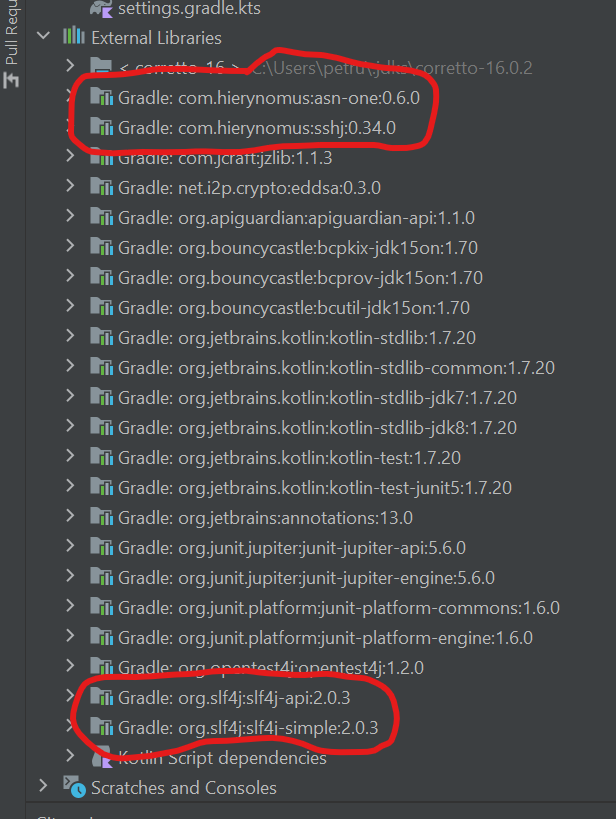 settings.gradle.kts
Pull Requ
External Libraries
< corretto-16 > C:\Users\petru\.jdks\corretto-16.0.2
Gradle: com.hierynomus:asn-one:0.6.0
Gradle: com.hierynomus:sshj:0.34.0
Gradle: com.jcraft:jzlib:1.1.3
Gradle: net.i2p.crypto:eddsa:0.3.0
Gradle: org.apiguardian:apiguardian-api:1.1.0
Gradle: org.bouncycastle:bcpkix-jdk15on:1.70
Gradle: org.bouncycastle:bcprov-jdk15on:1.70
Gradle: org.bouncycastle:bcutil-jdk15on:1.70
Gradle: org.jetbrains.kotlin:kotlin-stdlib:1.7.20
Gradle: org.jetbrains.kotlin:kotlin-stdlib-common:1.7.20
Gradle: org.jetbrains.kotlin:kotlin-stdlib-jdk7:1.7.20
Gradle: org.jetbrains.kotlin:kotlin-stdlib-jdk8:1.7.20
Gradle: org.jetbrains.kotlin:kotlin-test:1.7.20
Gradle: org.jetbrains.kotlin:kotlin-test-junit5:1.7.20
Gradle: org.jetbrains:annotations:13.0
Gradle: org.junit.jupiter:junit-jupiter-api:5.6.0
Gradle: org.junit.jupiter:junit-jupiter-engine:5.6.0
Gradle: org.junit.platform:junit-platform-commons:1.6.0
Gradle: org.junit.platform:junit-platform-engine:1.6.0
Gradle: org.opentest4j:opentest4j:1.2.0
Gradle: org.slf4j:slf4j-api:2.0.3
Gradle: org.slf4j:slf4j-simple:2.0.3
Kotlin Script dependencies
Scratches and Consoles